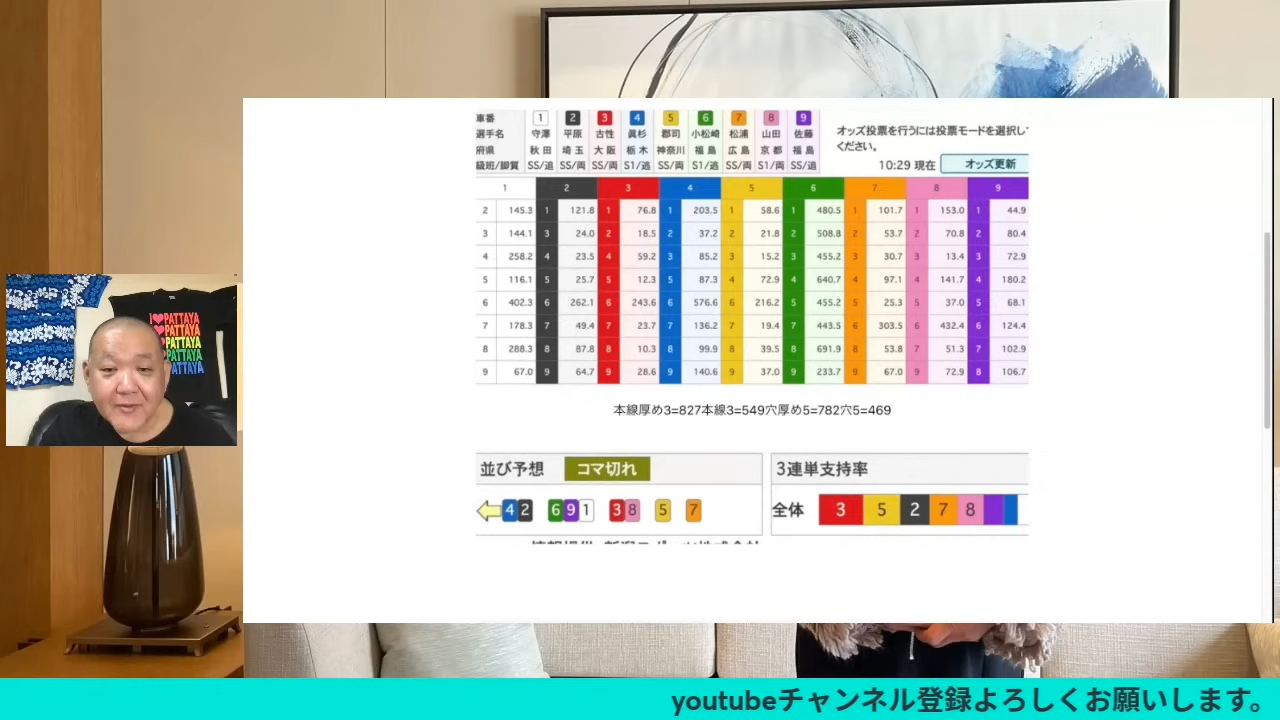 車番 1 2 3 4 5 6 7 8 9
選手名 守澤 平原 古性 眞杉 郡司 小松崎 松浦 山田 佐藤
府県 秋田 埼玉 大阪 栃木 神奈川 福島 広島 京都 福島
級班/脚質 SS/追 SS/両 SS/両 S1/逃 SS/両 S1/逃 SS/両 S1/両 SS/追
オッズ投票を行うには投票モードを選択して
ください。
10:29 現在 オッズ更新
1 2 3 4 5 6 7 8 9
2 145.3 1 121.8 1 76.8 1 203.5 1 58.6 1 480.5 1 101.7 1 153.0 1 44.9
3 144.1 3 24.0 2 18.5 2 37.2 2 21.8 2 508.8 2 53.7 2 70.8 2 80.4
4 258.2 4 23.5 4 59.2 3 85.2 3 15.2 3 455.2 3 30.7 3 13.4 3 72.9
5 116.1 5 25.7 5 12.3 5 87.3 4 72.9 4 640.7 4 97.1 4 141.7 4 180.2
6 402.3 6 262.1 6 243.6 6 576.6 6 216.2 5 455.2 5 25.3 5 37.0 5 68.1
7 178.3 7 49.4 7 23.7 7 136.2 7 19.4 7 443.5 6 303.5 6 432.4 6 124.4
8 288.3 8 87.8 8 10.3 8 99.9 8 39.5 8 691.9 8 53.8 7 51.3 7 102.9
9 67.0 9 64.7 9 28.6 9 140.6 9 37.0 9 233.7 9 67.0 9 72.9 8 106.7
本線厚め3=827本線3=549穴厚め5=782穴5=469
並び予想 コマ切れ
4 2 6 9 1 3 8 5 7
3連単支持率
全体 3 5 2 7 8
I❤PATTAYA
❤PATTAYA
❤PATTAYA
PATTAYA
PATTAYA
youtubeチャンネル登録よろしくお願いします。